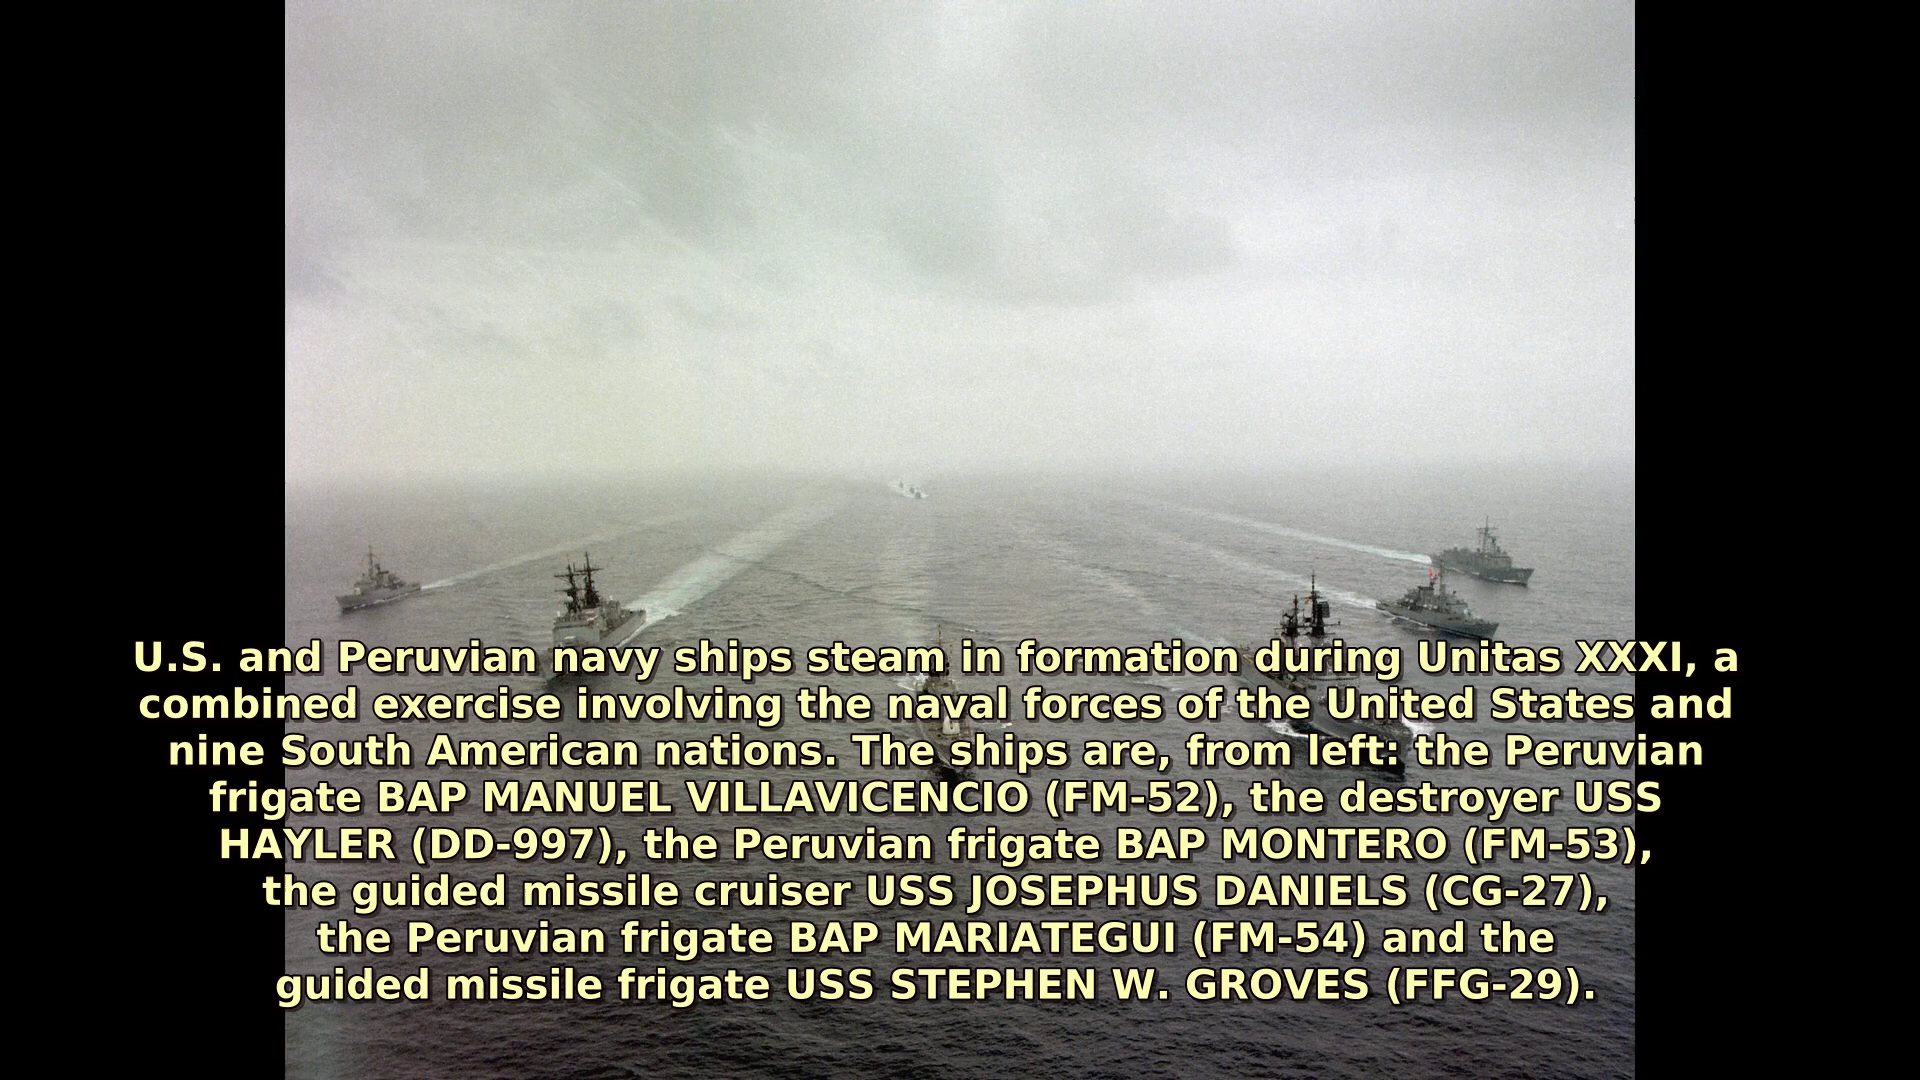 U.S. and Peruvian navy ships steam in formation during Unitas XXXI, a
combined exercise involving the naval forces of the United States and
nine South American nations. The ships are, from left: the Peruvian
frigate BAP MANUEL VILLAVICENCIO (FM-52), the destroyer USS
HAYLER (DD-997), the Peruvian frigate BAP MONTERO (FM-53),
the guided missile cruiser USS JOSEPHUS DANIELS (CG-27),
the Peruvian frigate BAP MARIATEGUI (FM-54) and the
guided missile frigate USS STEPHEN W. GROVES (FFG-29).